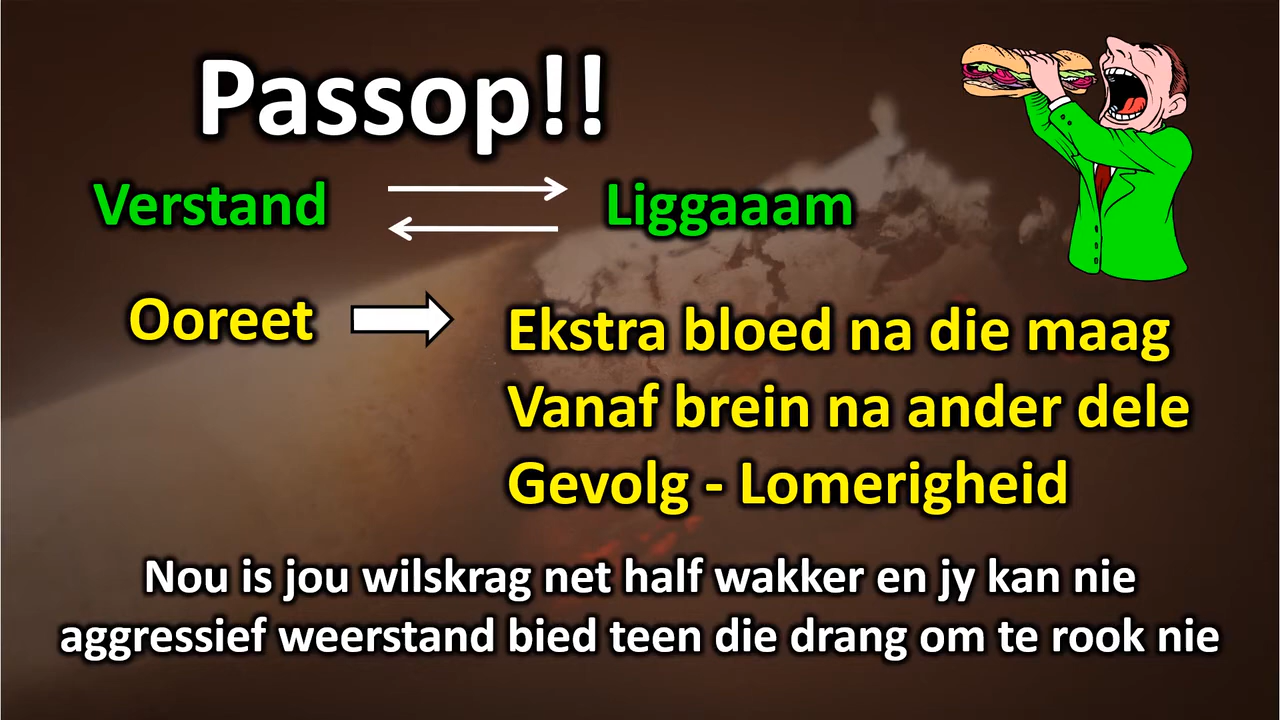 Passop!!
Verstand
Liggaaam
Ooreet
Ekstra bloed na die maag
Vanaf brein na ander dele
Gevolg - Lomerigheid
Nou is jou wilskrag net half wakker en jy kan nie
aggressief weerstand bied teen die drang om te rook nie